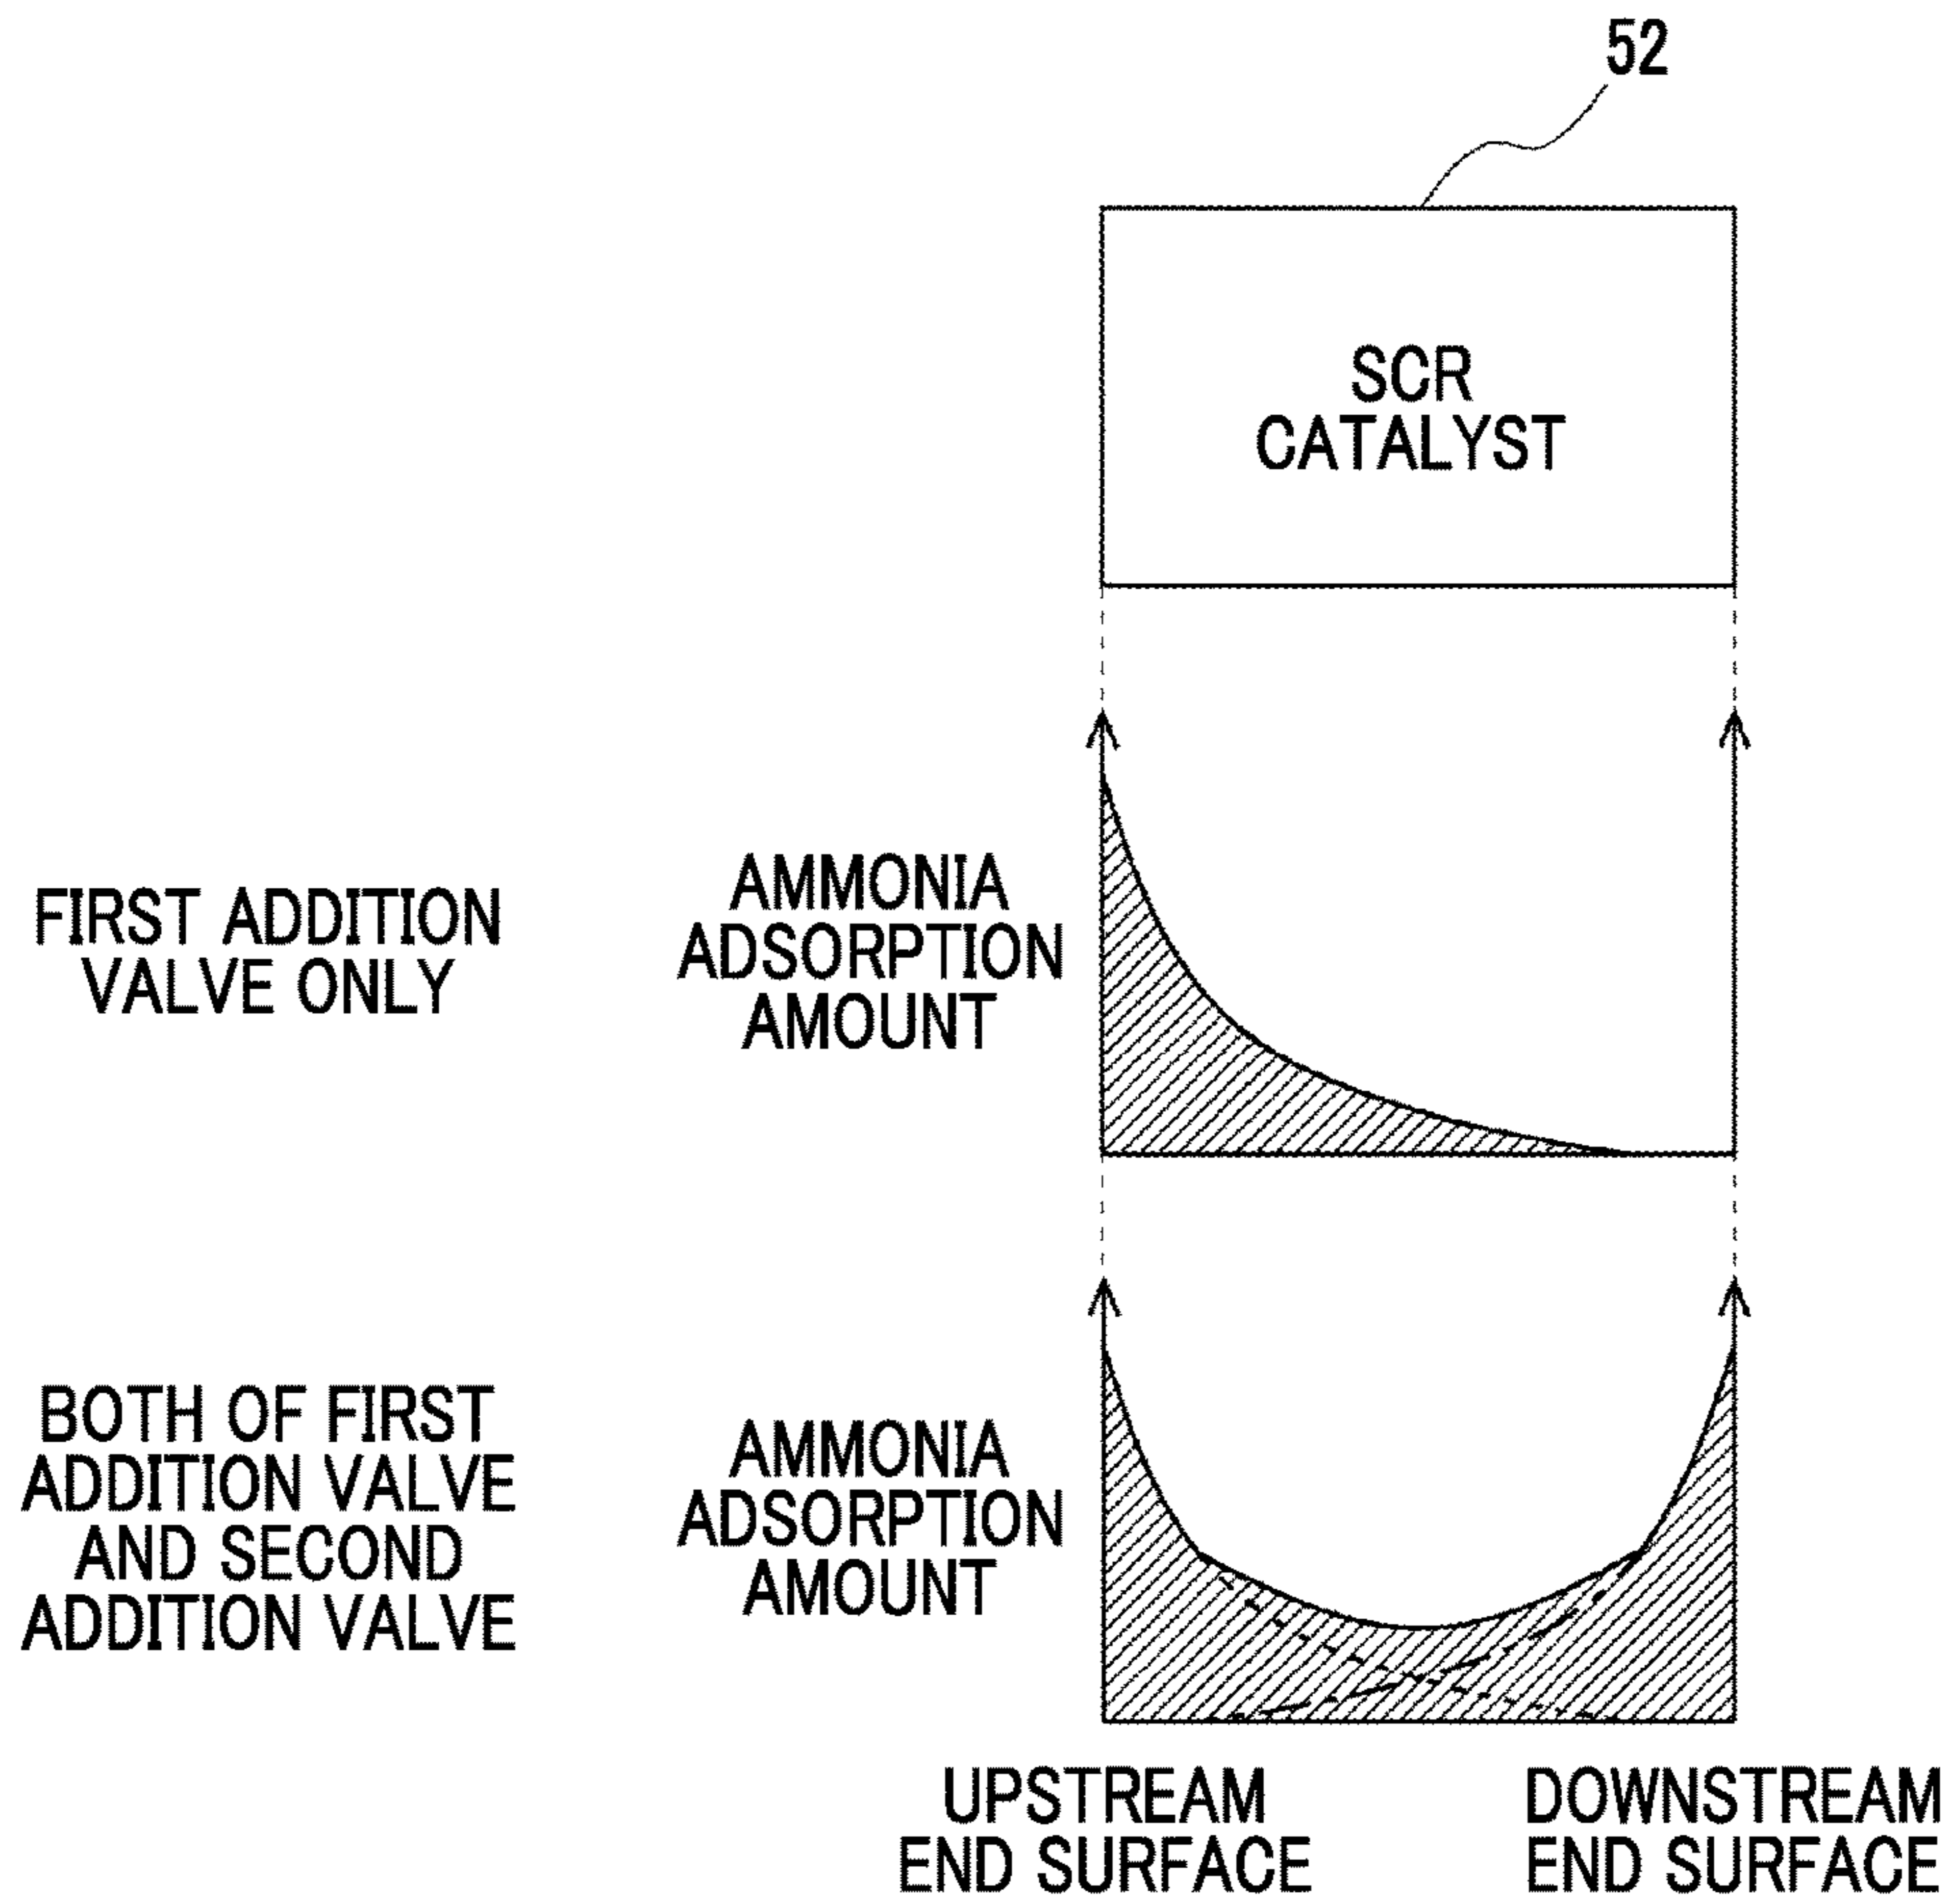 52
SCR
CATALYST
FIRST ADDITION
VALVE ONLY
AMMONIA
ADSORPTION
AMOUNT
BOTH OF FIRST
ADDITION VALVE
AND SECOND
ADDITION VALVE
AMMONIA
ADSORPTION
AMOUNT
UPSTREAM
END SURFACE
DOWNSTREAM
END SURFACE